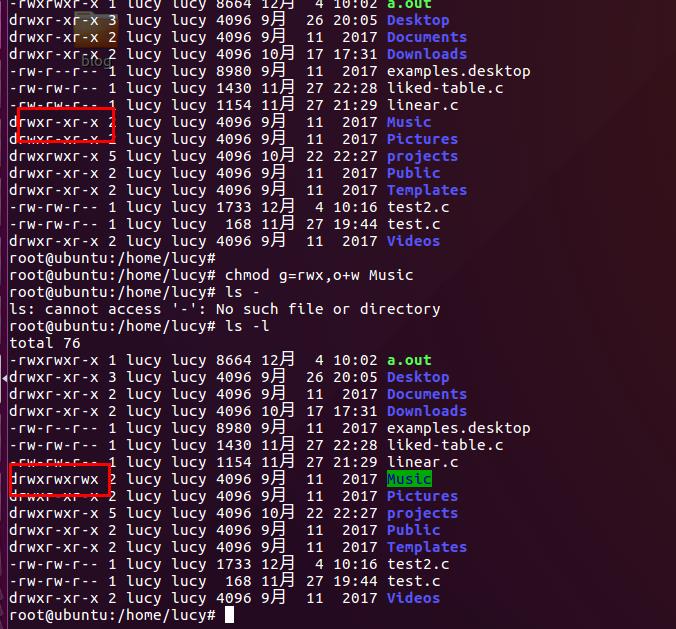 -rwxrwxr-x 1 lucy lucy 8664 12月  4 10:02 a.out
drwxr-xr-x 3 lucy lucy 4096 9月  26 20:05 Desktop
drwxr-xr-x 2 lucy lucy 4096 9月  11  2017 Documents
drwxr-xr-x 2 lucy lucy 4096 10月 17 17:31 Downloads
blog
-rw-r--r-- 1 lucy lucy 8980 9月  11  2017 examples.desktop
-rw-rw-r-- 1 lucy lucy 1430 11月 27 22:28 liked-table.c
-rw-rw-r-- 1 lucy lucy 1154 11月 27 21:29 linear.c
drwxr-xr-x 2 lucy lucy 4096 9月  11  2017 Music
drwxr-xr-x 2 lucy lucy 4096 9月  11  2017 Pictures
drwxrwxr-x 5 lucy lucy 4096 10月 22 22:27 projects
drwxr-xr-x 2 lucy lucy 4096 9月  11  2017 Public
drwxr-xr-x 2 lucy lucy 4096 9月  11  2017 Templates
-rw-rw-r-- 1 lucy lucy 1733 12月  4 10:16 test2.c
-rw-rw-r-- 1 lucy lucy  168 11月 27 19:44 test.c
drwxr-xr-x 2 lucy lucy 4096 9月  11  2017 Videos
root@ubuntu:/home/lucy#
root@ubuntu:/home/lucy# chmod g=rwx,o+w Music
root@ubuntu:/home/lucy# ls -
ls: cannot access '-': No such file or directory
root@ubuntu:/home/lucy# ls -l
total 76
-rwxrwxr-x 1 lucy lucy 8664 12月  4 10:02 a.out
drwxr-xr-x 3 lucy lucy 4096 9月  26 20:05 Desktop
drwxr-xr-x 2 lucy lucy 4096 9月  11  2017 Documents
drwxr-xr-x 2 lucy lucy 4096 10月 17 17:31 Downloads
-rw-r--r-- 1 lucy lucy 8980 9月  11  2017 examples.desktop
-rw-rw-r-- 1 lucy lucy 1430 11月 27 22:28 liked-table.c
-rw-rw-r-- 1 lucy lucy 1154 11月 27 21:29 linear.c
drwxrwxrwx 2 lucy lucy 4096 9月  11  2017 Music
drwxr-xr-x 2 lucy lucy 4096 9月  11  2017 Pictures
drwxrwxr-x 5 lucy lucy 4096 10月 22 22:27 projects
drwxr-xr-x 2 lucy lucy 4096 9月  11  2017 Public
drwxr-xr-x 2 lucy lucy 4096 9月  11  2017 Templates
-rw-rw-r-- 1 lucy lucy 1733 12月  4 10:16 test2.c
-rw-rw-r-- 1 lucy lucy  168 11月 27 19:44 test.c
drwxr-xr-x 2 lucy lucy 4096 9月  11  2017 Videos
root@ubuntu:/home/lucy#